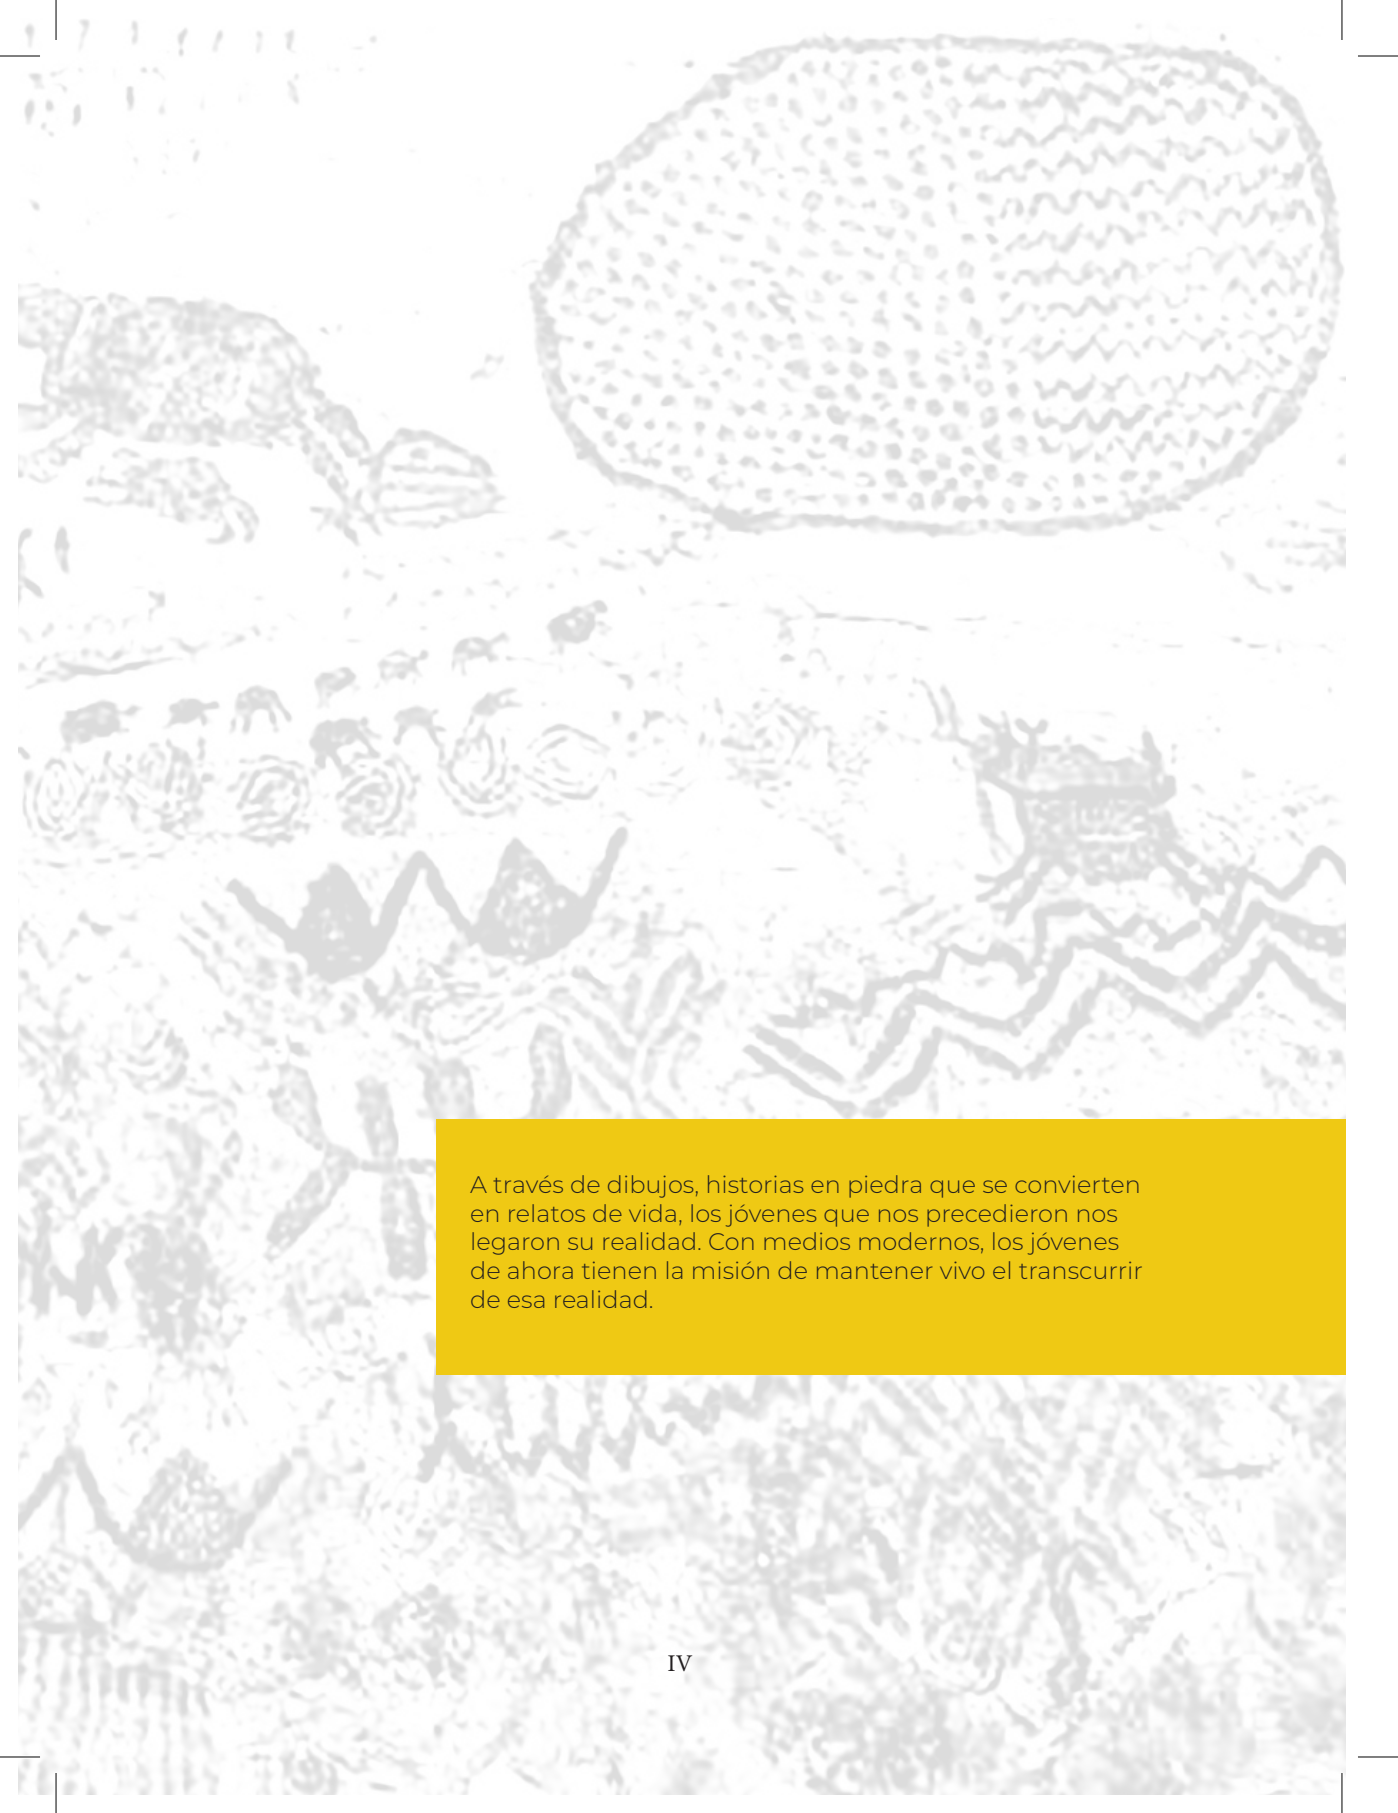 A través de dibujos, historias en piedra que se convierten
en relatos de vida, los jóvenes que nos precedieron nos
legaron su realidad. Con medios modernos, los jóvenes
de ahora tienen la misión de mantener vivo el transcurrir
de esa realidad.
IV